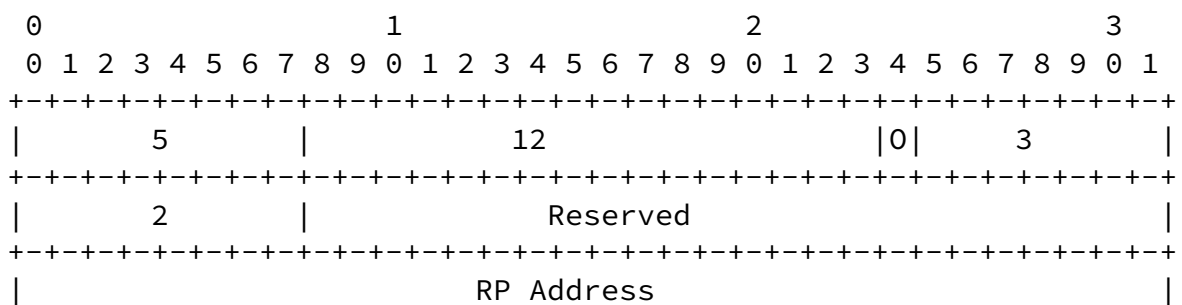 0                   1                   2                   3
 0 1 2 3 4 5 6 7 8 9 0 1 2 3 4 5 6 7 8 9 0 1 2 3 4 5 6 7 8 9 0 1
+-+-+-+-+-+-+-+-+-+-+-+-+-+-+-+-+-+-+-+-+-+-+-+-+-+-+-+-+-+-+-+-+
|       5       |           12                  |0|     3       |
+-+-+-+-+-+-+-+-+-+-+-+-+-+-+-+-+-+-+-+-+-+-+-+-+-+-+-+-+-+-+-+-+
|       2       |             Reserved                          |
+-+-+-+-+-+-+-+-+-+-+-+-+-+-+-+-+-+-+-+-+-+-+-+-+-+-+-+-+-+-+-+-+
|                         RP Address                            |